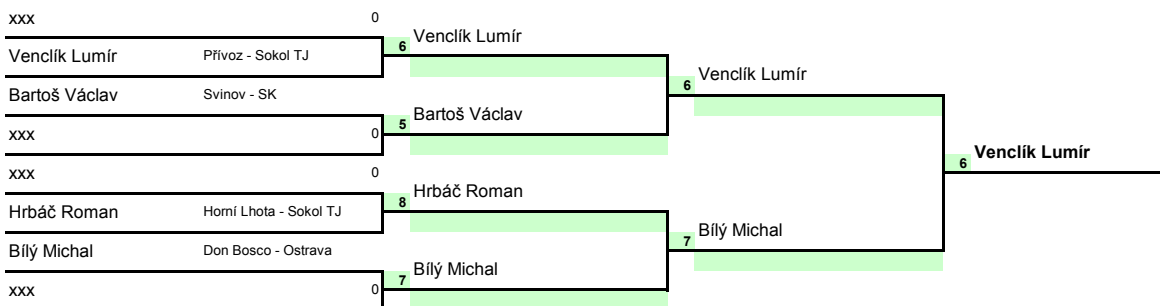 xxx 0
6 Venclík Lumír
Venclík Lumír Přívoz - Sokol TJ
6 Venclík Lumír
Bartoš Václav Svinov - SK
5 Bartoš Václav
xxx 0
6 Venclík Lumír
xxx 0
8 Hrbáč Roman
Hrbáč Roman Horní Lhota - Sokol TJ
7 Bílý Michal
Bílý Michal Don Bosco - Ostrava
7 Bílý Michal
xxx 0